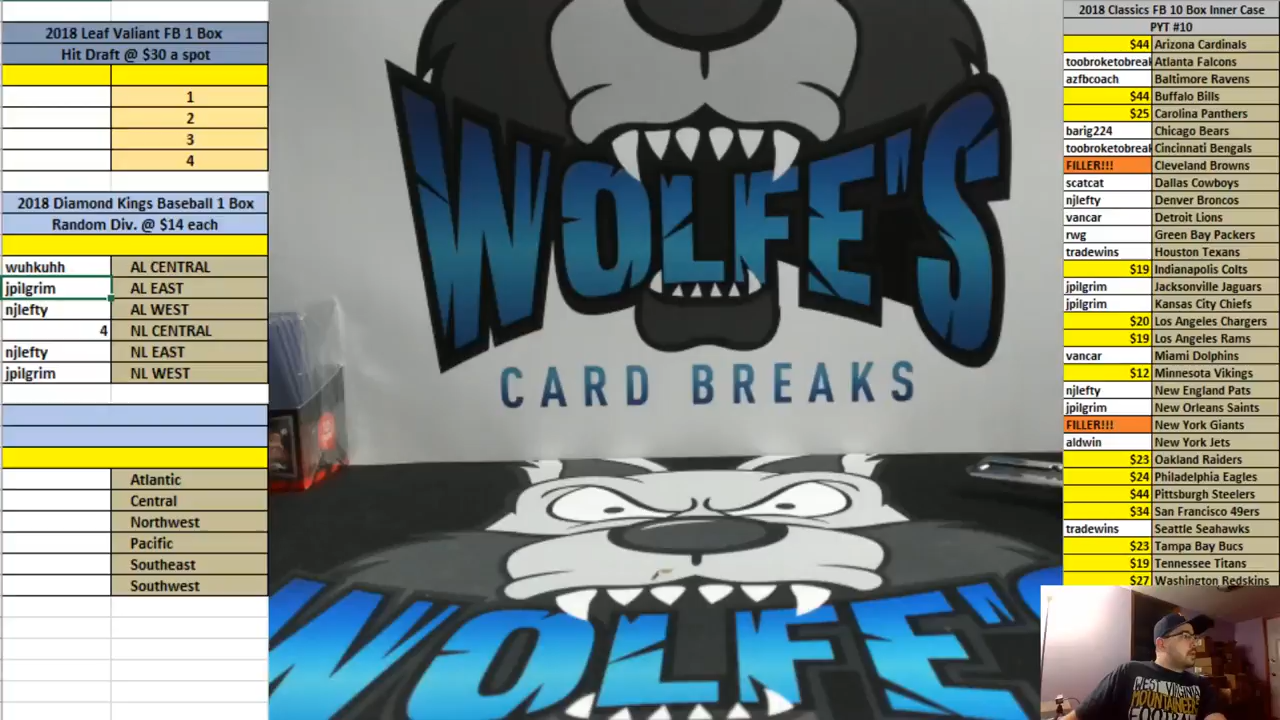 2018 Leaf Valiant FB 1 Box
Hit Draft @ $30 a spot
1
2
3
4
2018 Diamond Kings Baseball 1 Box
Random Div. @ $14 each
wuhkuhh AL CENTRAL
jpilgrim AL EAST
njlefty AL WEST
4 NL CENTRAL
njlefty NL EAST
jpilgrim NL WEST
Atlantic
Central
Northwest
Pacific
Southeast
Southwest
WOLFE'S
CARD BREAKS
WOLFE'S
2018 Classics FB 10 Box Inner Case
PYT #10
$44 Arizona Cardinals
toobroketobreak Atlanta Falcons
azfbcoach Baltimore Ravens
$44 Buffalo Bills
$25 Carolina Panthers
barig224 Chicago Bears
toobroketobreak Cincinnati Bengals
FILLER!!! Cleveland Browns
scatcat Dallas Cowboys
njlefty Denver Broncos
vancar Detroit Lions
rwg Green Bay Packers
tradewins Houston Texans
$19 Indianapolis Colts
jpilgrim Jacksonville Jaguars
jpilgrim Kansas City Chiefs
$20 Los Angeles Chargers
$19 Los Angeles Rams
vancar Miami Dolphins
$12 Minnesota Vikings
njlefty New England Pats
jpilgrim New Orleans Saints
FILLER!!! New York Giants
aldwin New York Jets
$23 Oakland Raiders
$24 Philadelphia Eagles
$44 Pittsburgh Steelers
$34 San Francisco 49ers
tradewins Seattle Seahawks
$23 Tampa Bay Bucs
$19 Tennessee Titans
$27 Washington Redskins
WEST VIRGINIA
MOUNTAINEERS
FOOTBALL